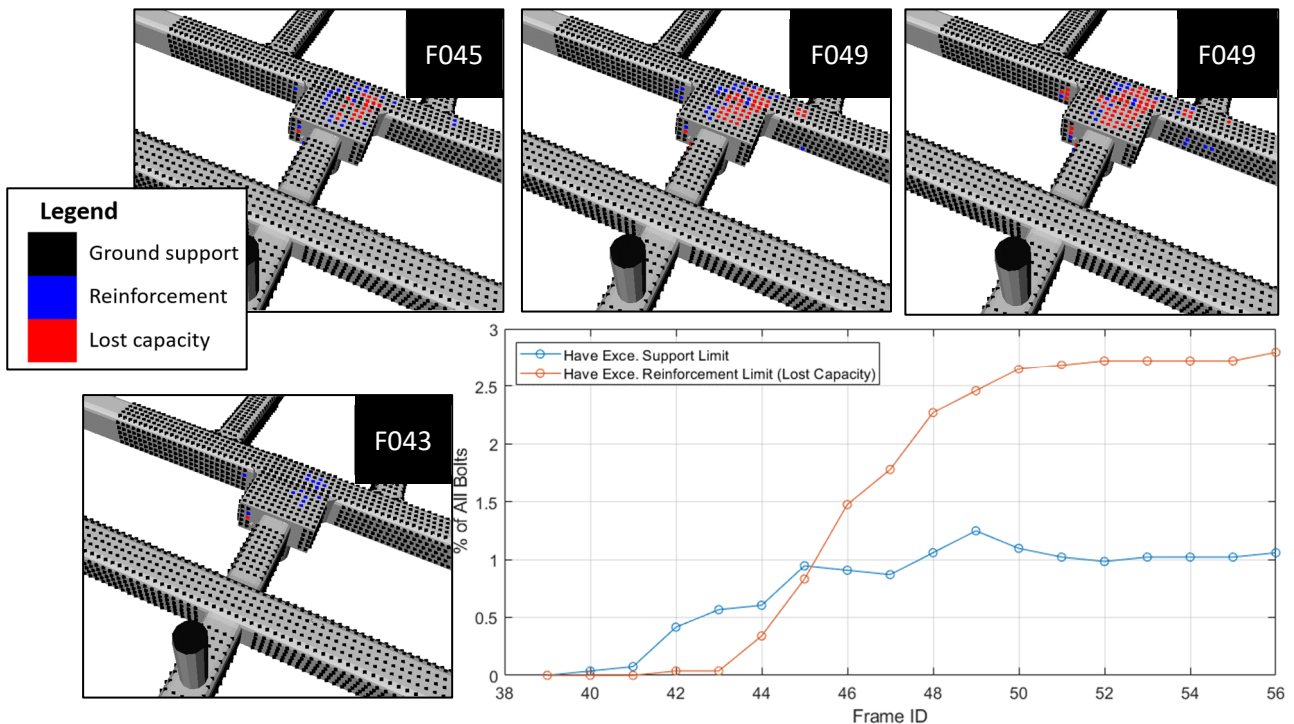 F045
F049
F049
Legend
Ground support
Reinforcement
Lost capacity
F043
Have Exce. Support Limit
Have Exce. Reinforcement Limit (Lost Capacity)
% of All Bolts
3
2.5
2
1.5
1
0.5
0
38 40 42 44 46 48 50 52 54 56
Frame ID